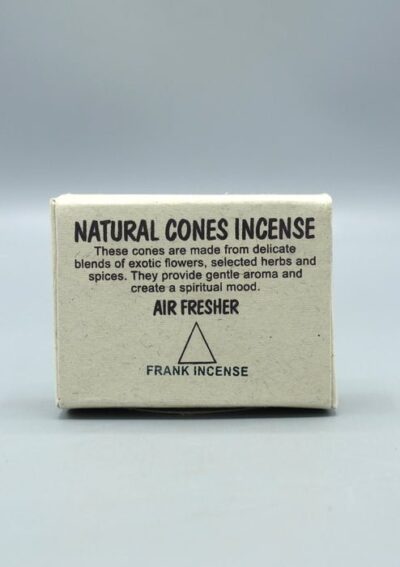 NATURAL CONES INCENSE
These cones are made from delicate
blends of exotic flowers, selected herbs and
spices. They provide gentle aroma and
create a spiritual mood.
AIR FRESHER
FRANK INCENSE